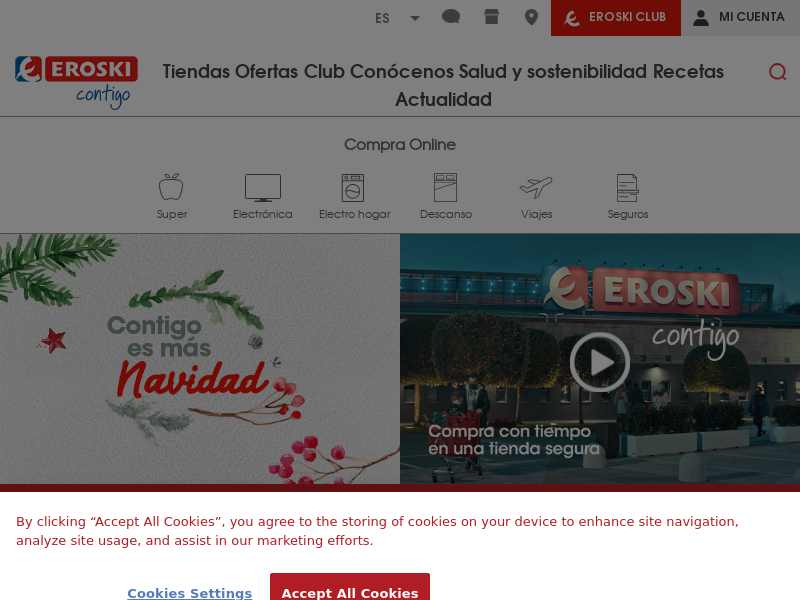 ES
EROSKI CLUB
MI CUENTA
EROSKI
contigo
Tiendas Ofertas Club Conócenos Salud y sostenibilidad Recetas
Actualidad
Compra Online
Super
Electrónica
Electro hogar
Descanso
Viajes
Seguros
Contigo
es más
Navidad
EROSKI
contigo
Compra con tiempo
en una tienda segura
By clicking “Accept All Cookies”, you agree to the storing of cookies on your device to enhance site navigation,
analyze site usage, and assist in our marketing efforts.
Cookies Settings
Accept All Cookies